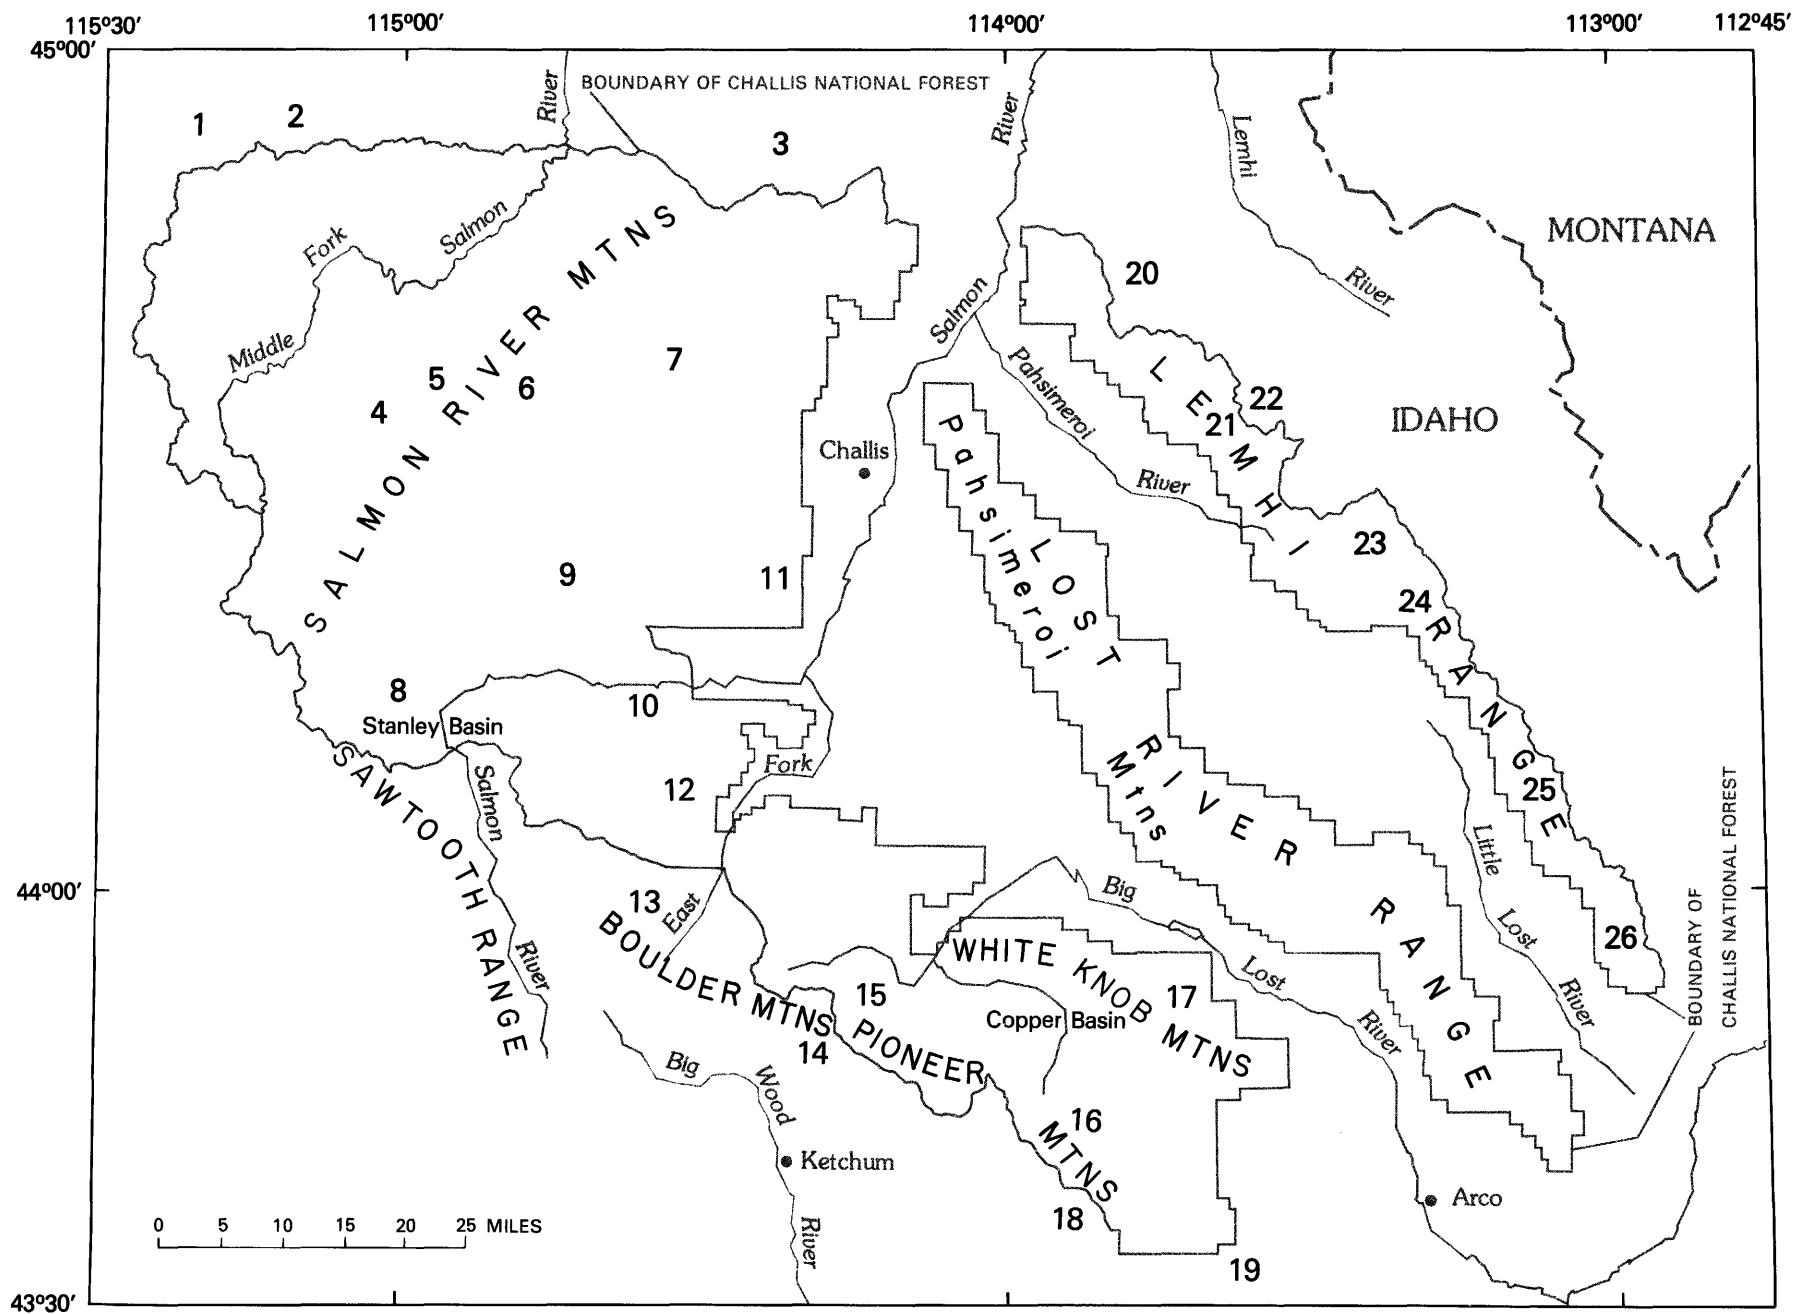 115°30'
115°00'
114°00'
113°00'
112°45'
45°00'
BOUNDARY OF CHALLIS NATIONAL FOREST
River
River
Lemhi
River
1
2
3
MONTANA
Middle
Fork
Salmon
SALMON RIVER MTNS
20
Salmon
Pahsimeroi
River
5
4
6
7
LEMHI RANGE
22
21
IDAHO
Challis
Pahsimeroi
Mtns
LOST RIVER RANGE
23
9
11
24
8
Stanley Basin
10
Fork
12
25
SAWTOOTH RANGE
Salmon
River
Little
Lost
River
44°00'
13
East
Big
Lost
River
26
BOUNDARY OF
CHALLIS NATIONAL FOREST
BOULDER MTNS
WHITE KNOB MTNS
15
17
Copper Basin
14
PIONEER MTNS
16
Big
Wood
River
Ketchum
18
Arco
19
0 5 10 15 20 25 MILES
43°30'